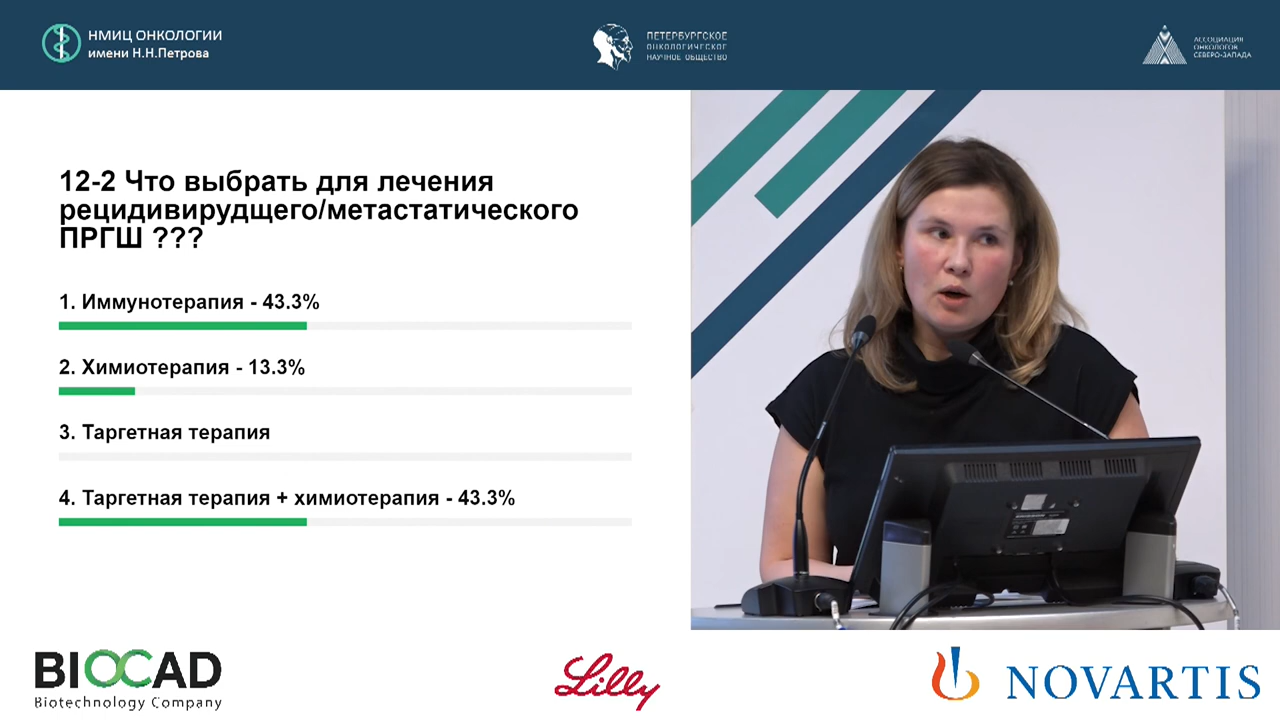 НМИЦ ОНКОЛОГИИ
имени Н.Н.Петрова
ПЕТЕРБУРГСКОЕ
ОНКОЛОГИЧЕСКОЕ
НАУЧНОЕ ОБЩЕСТВО
АССОЦИАЦИЯ
ОНКОЛОГОВ
СЕВЕРО-ЗАПАДА
12-2 Что выбрать для лечения
рецидивирудщего/метастатического
ПРГШ ???
1. Иммунотерапия - 43.3%
2. Химиотерапия - 13.3%
3. Таргетная терапия
4. Таргетная терапия + химиотерапия - 43.3%
BIOCAD
Biotechnology Company
Lilly
NOVARTIS